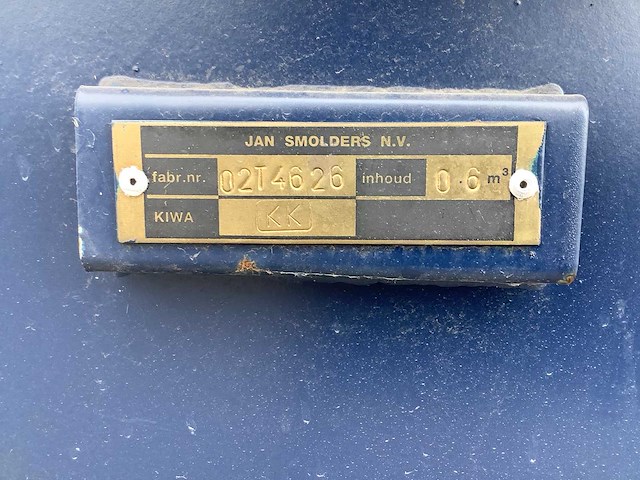 JAN SMOLDERS N.V.
fabr.nr. 02T4626 inhoud 0.6 m³
KIWA KK